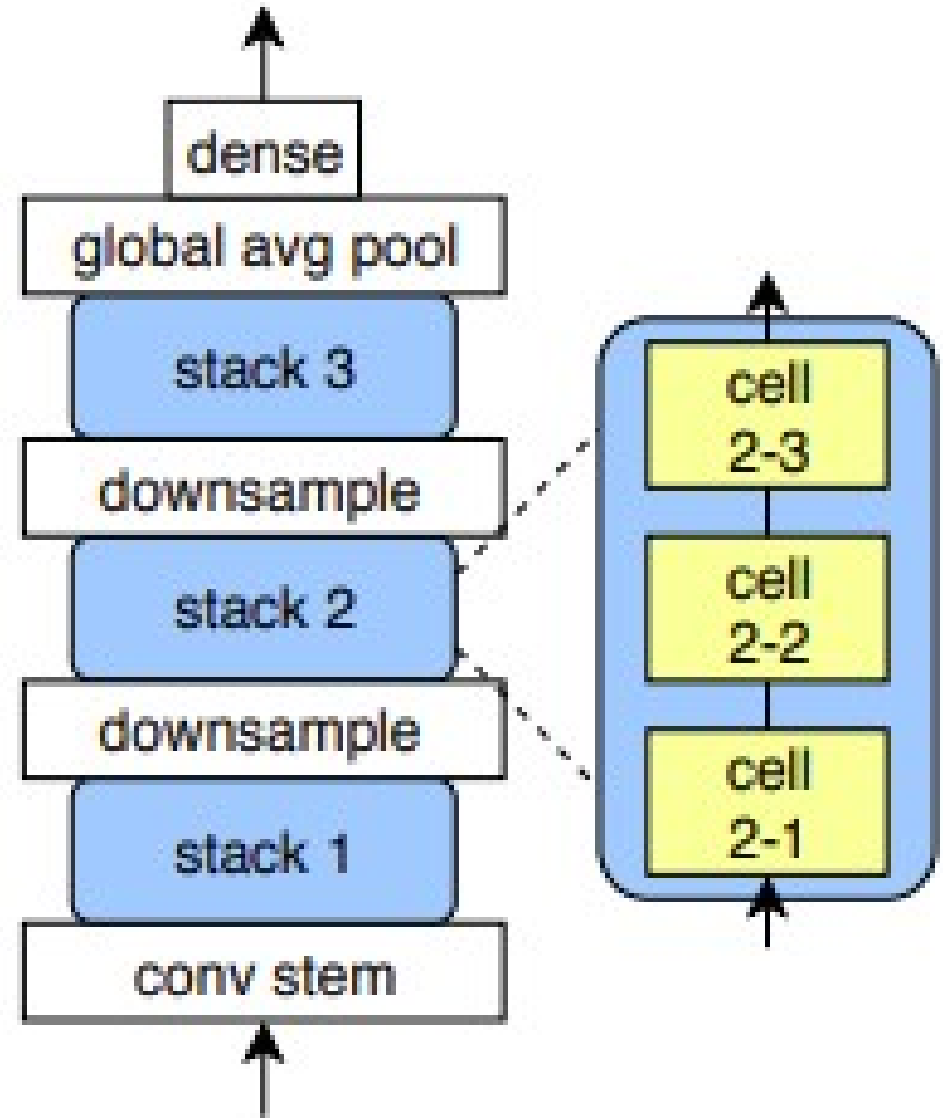 dense
global avg pool
stack 3
downsample
stack 2
downsample
stack 1
conv stem
cell
2-3
cell
2-2
cell
2-1